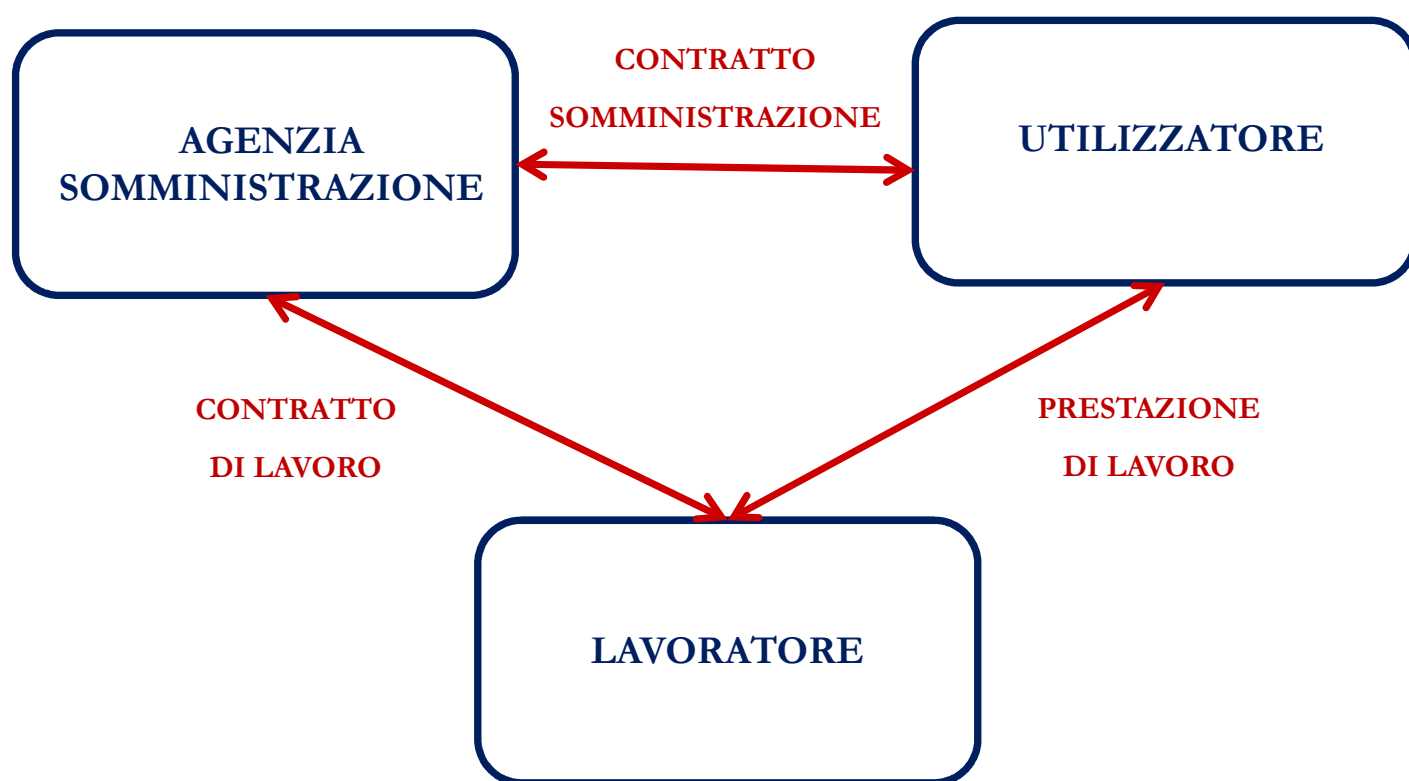 CONTRATTO
SOMMINISTRAZIONE
AGENZIA
SOMMINISTRAZIONE
UTILIZZATORE
CONTRATTO
DI LAVORO
PRESTAZIONE
DI LAVORO
LAVORATORE